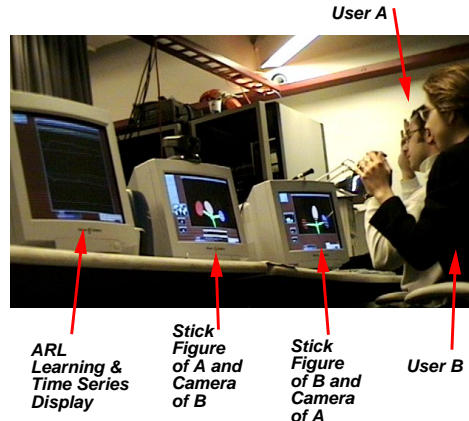 User A
ARL
Learning &
Time Series
Display
Stick
Figure
of A and
Camera
of B
Stick
Figure
of B and
Camera
of A
User B